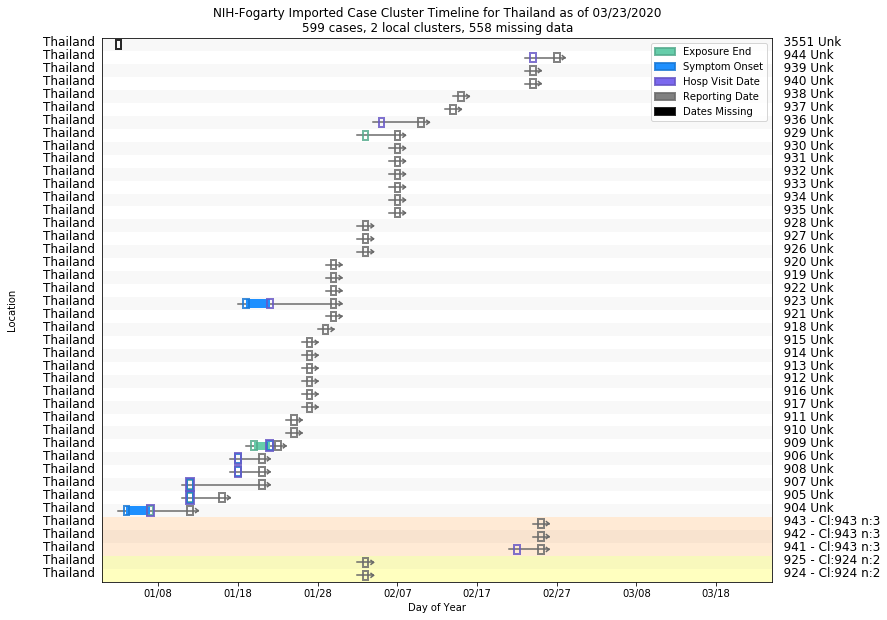 NIH-Fogarty Imported Case Cluster Timeline for Thailand as of 03/23/2020
599 cases, 2 local clusters, 558 missing data
Thailand 3551 Unk
Thailand 944 Unk
Thailand 939 Unk
Thailand 940 Unk
Thailand 938 Unk
Thailand 937 Unk
Thailand 936 Unk
Thailand 929 Unk
Thailand 930 Unk
Thailand 931 Unk
Thailand 932 Unk
Thailand 933 Unk
Thailand 934 Unk
Thailand 935 Unk
Thailand 928 Unk
Thailand 927 Unk
Thailand 926 Unk
Thailand 920 Unk
Thailand 919 Unk
Thailand 922 Unk
Thailand 923 Unk
Thailand 921 Unk
Thailand 918 Unk
Thailand 915 Unk
Thailand 914 Unk
Thailand 913 Unk
Thailand 912 Unk
Thailand 916 Unk
Thailand 917 Unk
Thailand 911 Unk
Thailand 910 Unk
Thailand 909 Unk
Thailand 906 Unk
Thailand 908 Unk
Thailand 907 Unk
Thailand 905 Unk
Thailand 904 Unk
Thailand 943 - Cl:943 n:3
Thailand 942 - Cl:943 n:3
Thailand 941 - Cl:943 n:3
Thailand 925 - Cl:924 n:2
Thailand 924 - Cl:924 n:2
Exposure End
Symptom Onset
Hosp Visit Date
Reporting Date
Dates Missing
Location
01/08 01/18 01/28 02/07 02/17 02/27 03/08 03/18
Day of Year